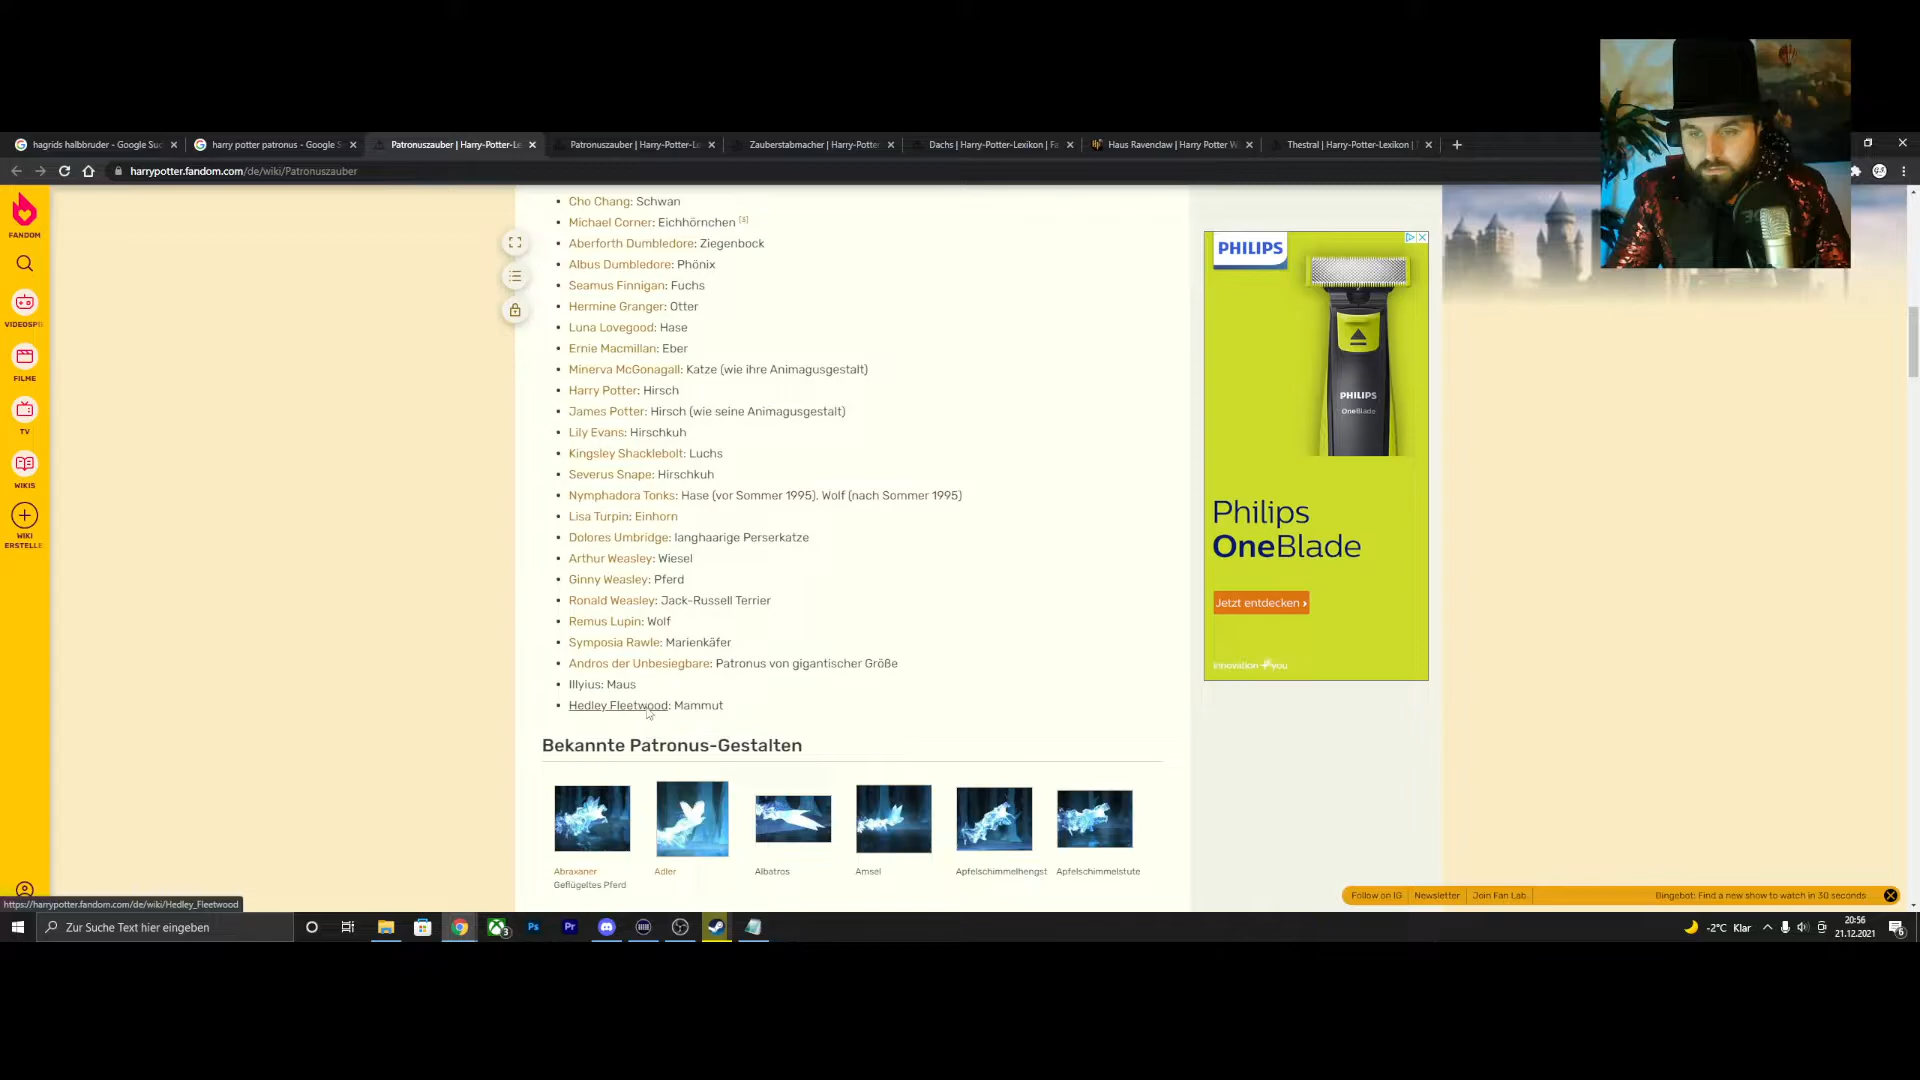 hagrids halbbruder - Google Suc
harry potter patronus - Google S
Patronuszauber | Harry-Potter-Le
Patronuszauber | Harry-Potter-Le
Zauberstabmacher | Harry-Potter-
Dachs | Harry-Potter-Lexikon | Fa
Haus Ravenclaw | Harry Potter W
Thestral | Harry-Potter-Lexikon |
harrypotter.fandom.com/de/wiki/Patronuszauber
FANDOM
VIDEOSPIE
FILME
TV
WIKIS
WIKI
ERSTELLE
Cho Chang: Schwan
Michael Corner: Eichhörnchen
Aberforth Dumbledore: Ziegenbock
Albus Dumbledore: Phönix
Seamus Finnigan: Fuchs
Hermine Granger: Otter
Luna Lovegood: Hase
Ernie Macmillan: Eber
Minerva McGonagall: Katze (wie ihre Animagusgestalt)
Harry Potter: Hirsch
James Potter: Hirsch (wie seine Animagusgestalt)
Lily Evans: Hirschkuh
Kingsley Shacklebolt: Luchs
Severus Snape: Hirschkuh
Nymphadora Tonks: Hase (vor Sommer 1995). Wolf (nach Sommer 1995)
Lisa Turpin: Einhorn
Dolores Umbridge: langhaarige Perserkatze
Arthur Weasley: Wiesel
Ginny Weasley: Pferd
Ronald Weasley: Jack-Russell Terrier
Remus Lupin: Wolf
Symposia Rawle: Marienkäfer
Andros der Unbesiegbare: Patronus von gigantischer Größe
Illyius: Maus
Hedley Fleetwood: Mammut
Bekannte Patronus-Gestalten
Abraxaner
Geflügeltes Pferd
Adler
Albatros
Amsel
Apfelschimmelhengst
Apfelschimmelstute
PHILIPS
PHILIPS
OneBlade
Philips
OneBlade
Jetzt entdecken ›
innovation + you
Follow on IG
Newsletter
Join Fan Lab
Bingebot: Find a new show to watch in 30 seconds
https://harrypotter.fandom.com/de/wiki/Hedley_Fleetwood
Zur Suche Text hier eingeben
3
Ps
Pr
-2°C Klar
20:56
21.12.2021
6